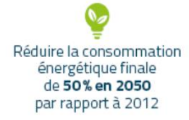 Réduire la consommation
énergétique finale
de 50 % en 2050
par rapport à 2012